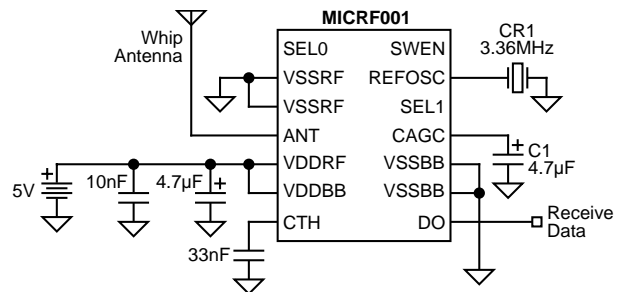 MICRF001
Whip
Antenna
SEL0
SWEN
CR1
3.36MHz
VSSRF
REFOSC
VSSRF
SEL1
ANT
CAGC
+
C1
4.7µF
VDDRF
VSSBB
+
5V
10nF
4.7µF
+
VDDBB
VSSBB
CTH
DO
Receive
Data
33nF